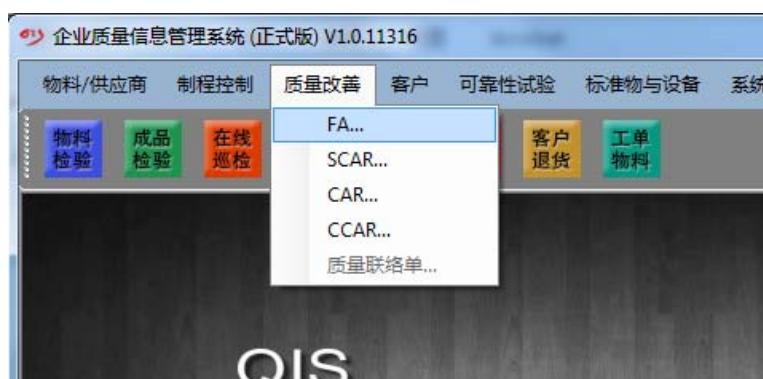 企业质量信息管理系统 (正式版) V1.0.11316
物料/供应商 制程控制 质量改善 客户 可靠性试验 标准物与设备 系统
物料检验 成品检验 在线巡检 客户退货 工单物料
FA...
SCAR...
CAR...
CCAR...
质量联络单...
QIS